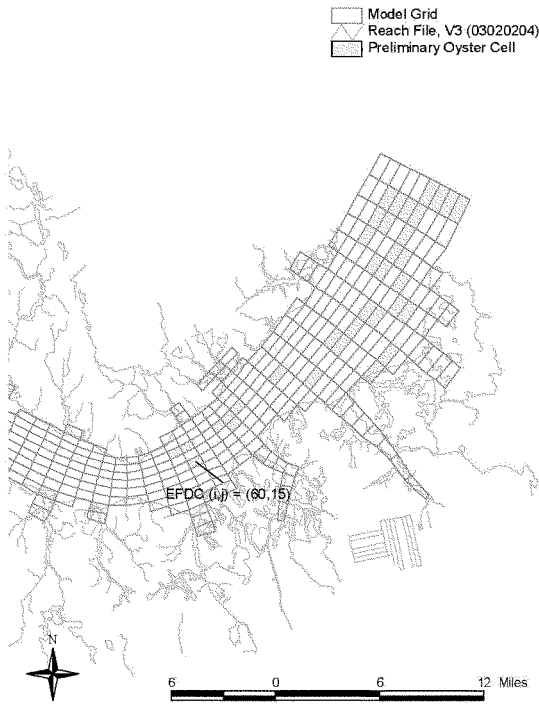 Model Grid
Reach File, V3 (03020204)
Preliminary Oyster Cell
EFDC (i,j) = (60,15)
N
6 0 6 12 Miles